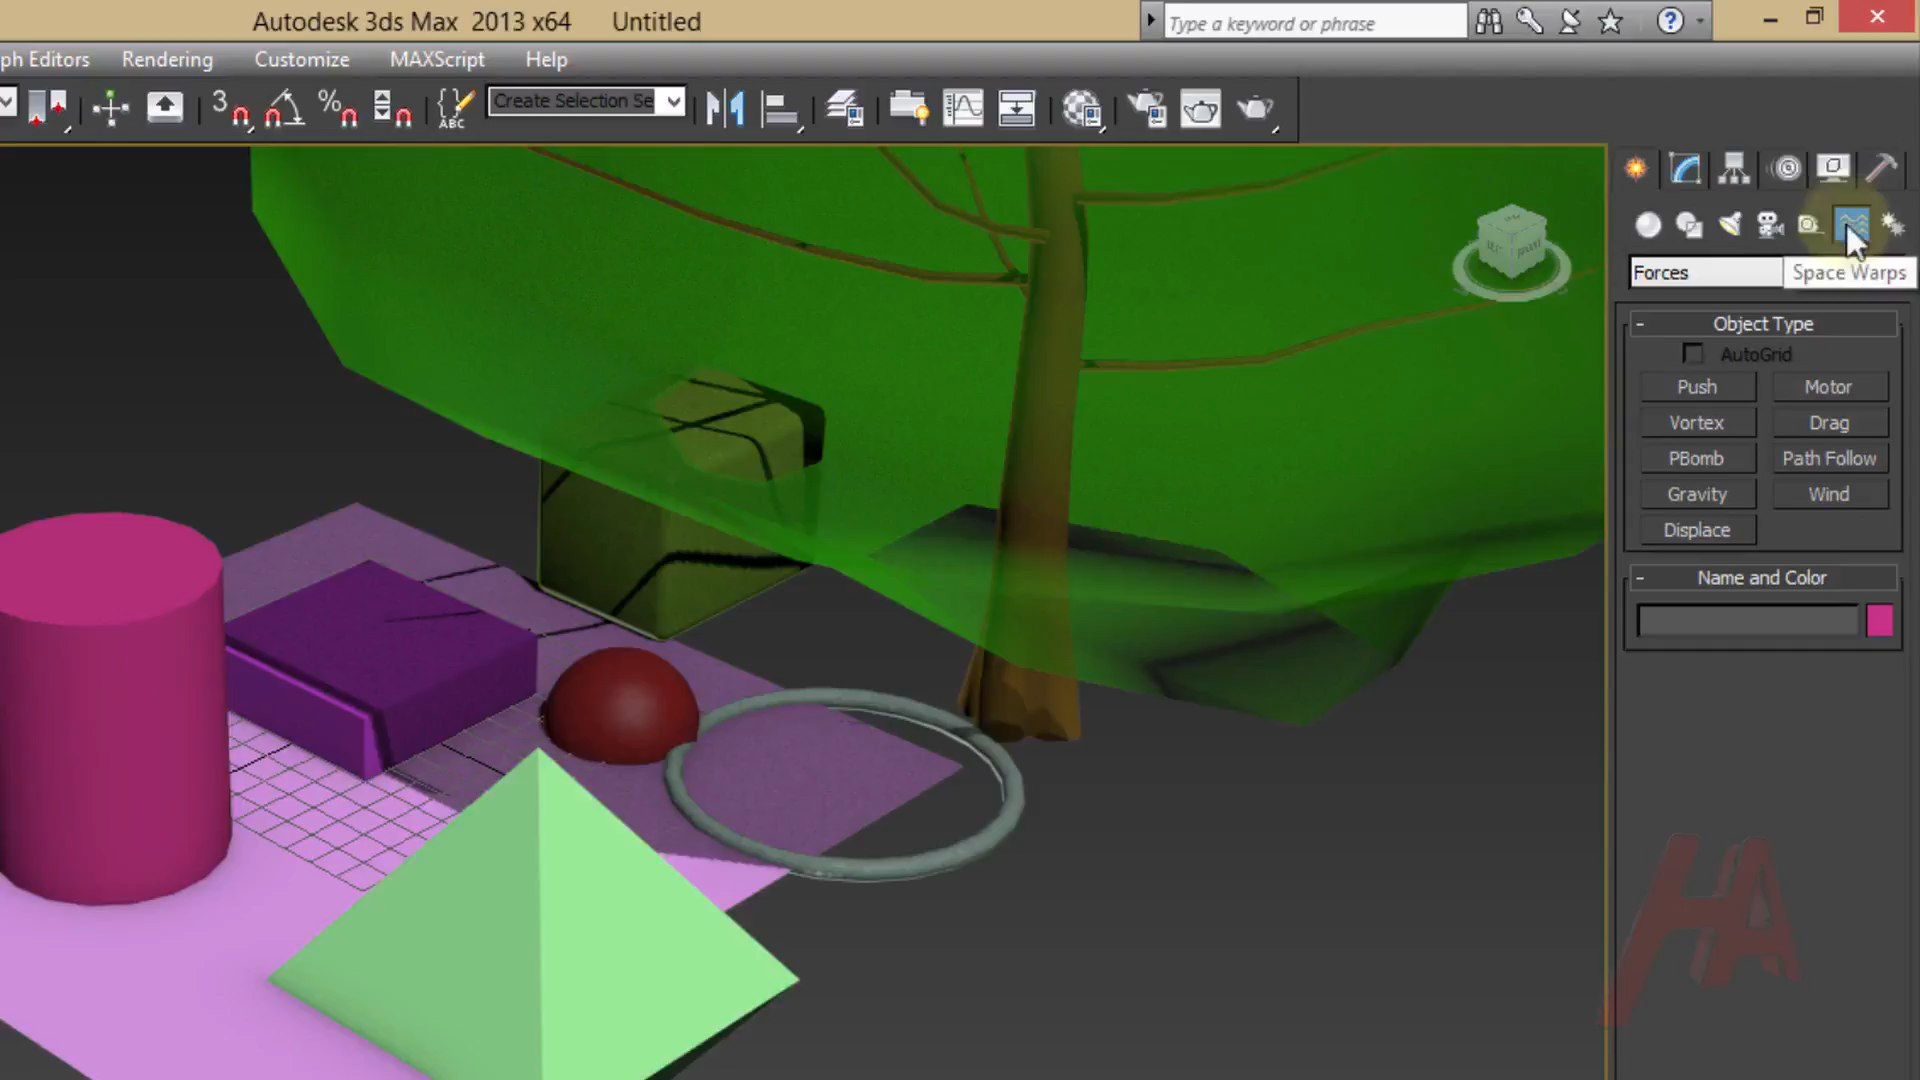 Autodesk 3ds Max 2013 x64 Untitled
Type a keyword or phrase
ph Editors Rendering Customize MAXScript Help
3
%
ABC
Create Selection Se
Forces
Space Warps
Object Type
AutoGrid
Push Motor
Vortex Drag
PBomb Path Follow
Gravity Wind
Displace
Name and Color
HA